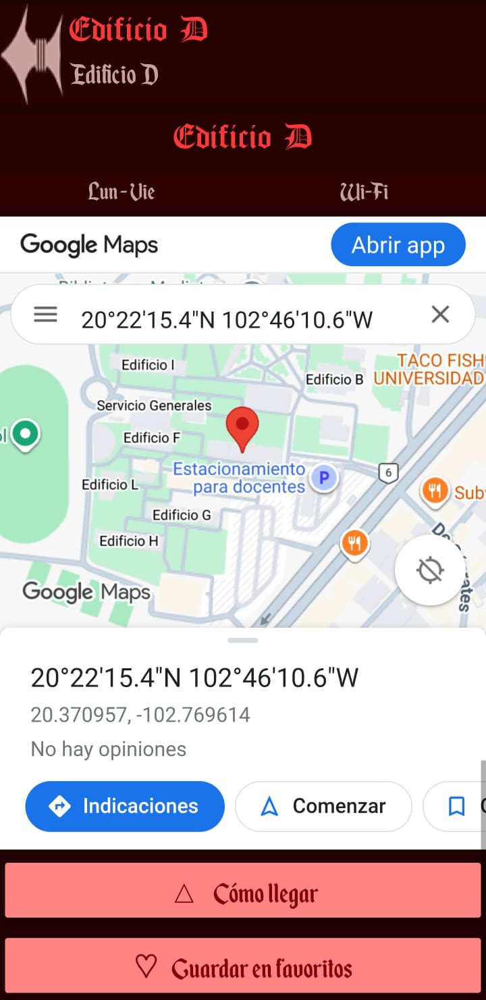 Edificio D
Edificio D
Edificio D
Lun-Vie
Wi-Fi
Google Maps
Abrir app
20°22'15.4"N 102°46'10.6"W
Edificio I
TACO FISH
UNIVERSIDAD
Edificio B
Servicio Generales
Edificio F
Estacionamiento
para docentes
P
6
Edificio L
Edificio G
Edificio H
Google Maps
20°22'15.4"N 102°46'10.6"W
20.370957, -102.769614
No hay opiniones
Indicaciones
Comenzar
Cómo llegar
Guardar en favoritos